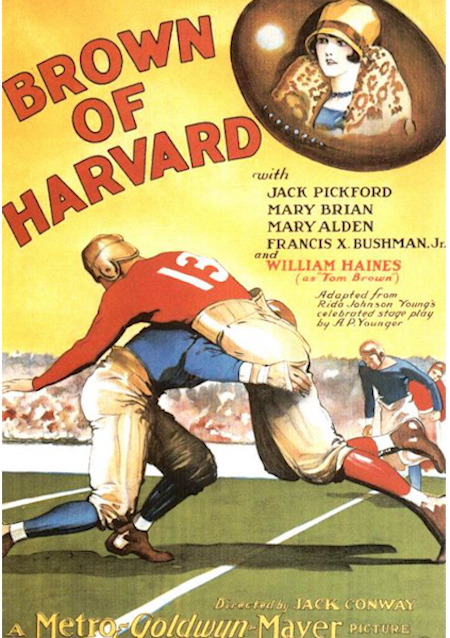 BROWN
OF
HARVARD
with
JACK PICKFORD
MARY BRIAN
MARY ALDEN
FRANCIS X. BUSHMAN, Jr.
and
WILLIAM HAINES
(as "Tom Brown")
Adapted from
Rida Johnson Young's
celebrated stage play
by A.P. Younger
13
Directed by JACK CONWAY
A Metro-Goldwyn-Mayer PICTURE